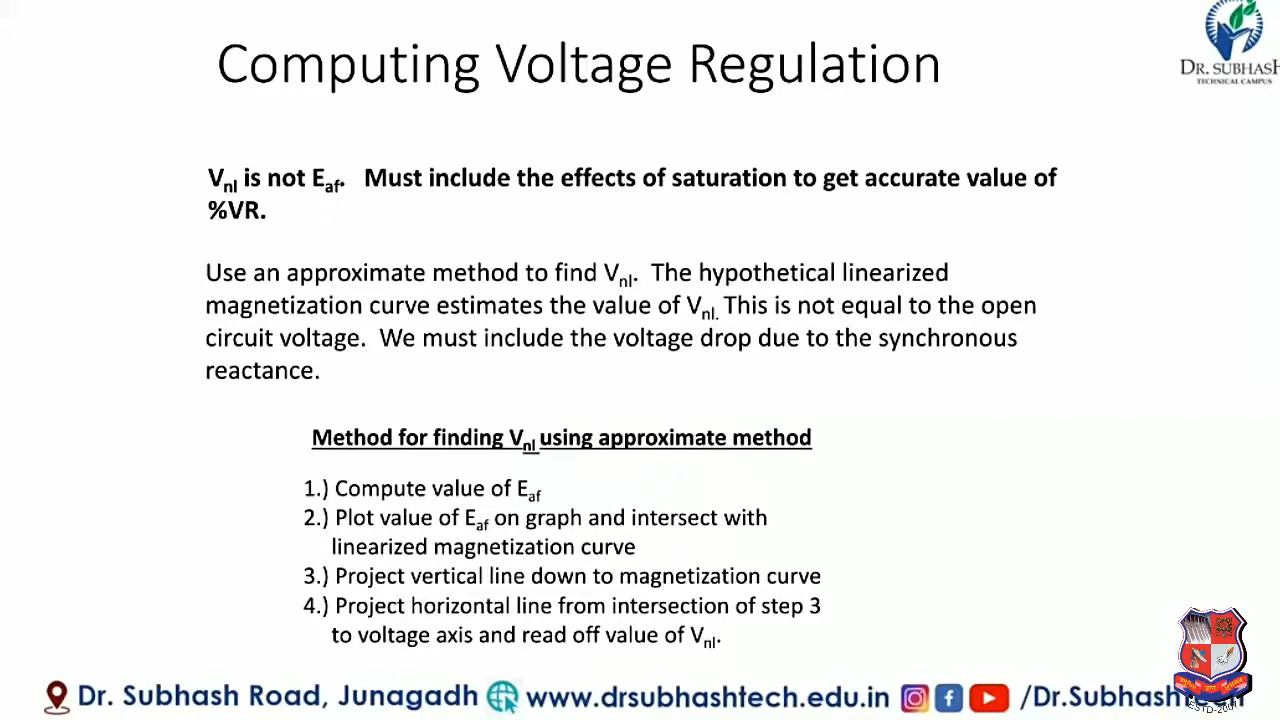 Computing Voltage Regulation
DR. SUBHASH
TECHNICAL CAMPUS
Vnl is not Eaf. Must include the effects of saturation to get accurate value of
%VR.
Use an approximate method to find Vnl. The hypothetical linearized
magnetization curve estimates the value of Vnl. This is not equal to the open
circuit voltage. We must include the voltage drop due to the synchronous
reactance.
Method for finding Vnl using approximate method
1.) Compute value of Eaf
2.) Plot value of Eaf on graph and intersect with
linearized magnetization curve
3.) Project vertical line down to magnetization curve
4.) Project horizontal line from intersection of step 3
to voltage axis and read off value of Vnl.
Dr. Subhash Road, Junagadh www.drsubhashtech.edu.in /Dr.Subhash
ESTD-2001